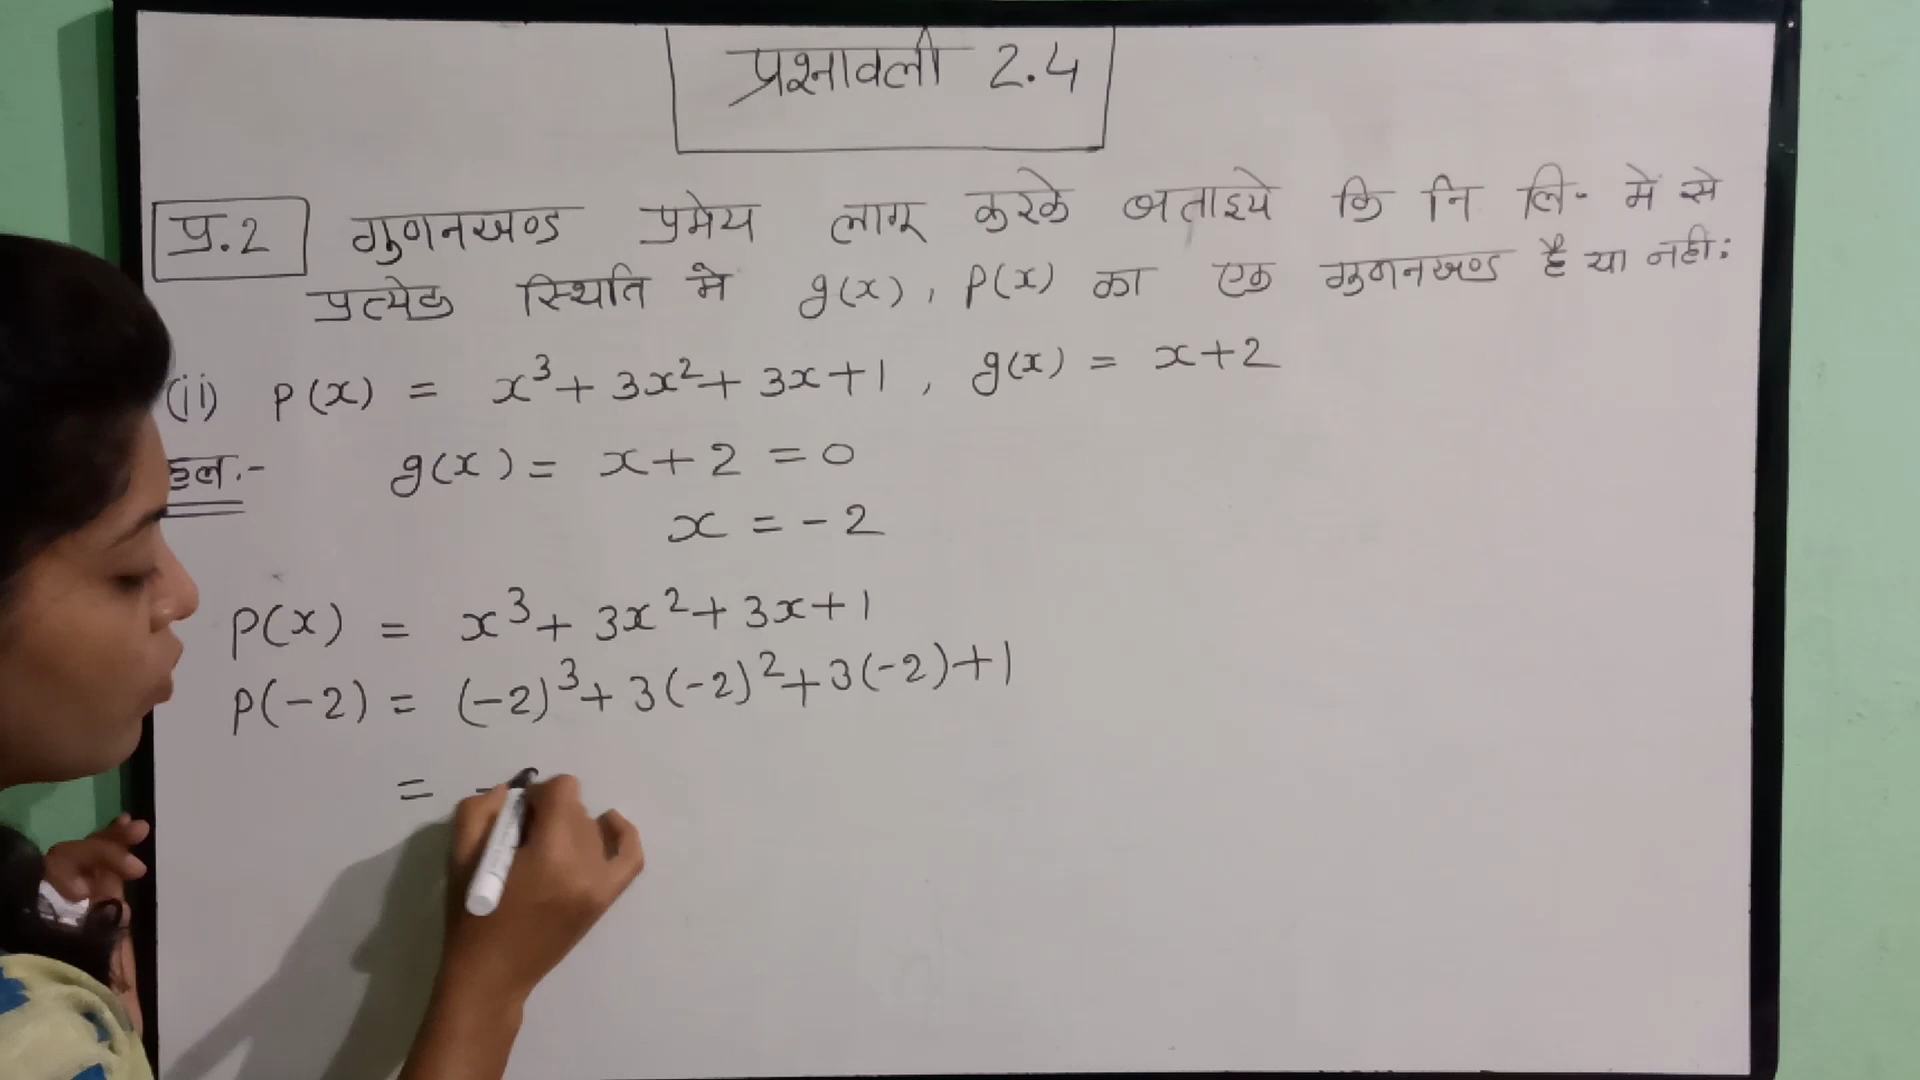 प्रश्नावली 2.4
प्र.2 गुणनखण्ड प्रमेय लागू करके बताइये कि नि लि- में से
प्रत्येक स्थिति मे g(x), p(x) का एक गुणनखण्ड है या नही:
(ii) p(x) = x³ + 3x² + 3x + 1, g(x) = x + 2
हल:- g(x) = x + 2 = 0
x = -2
p(x) = x³ + 3x² + 3x + 1
p(-2) = (-2)³ + 3(-2)² + 3(-2) + 1
= -